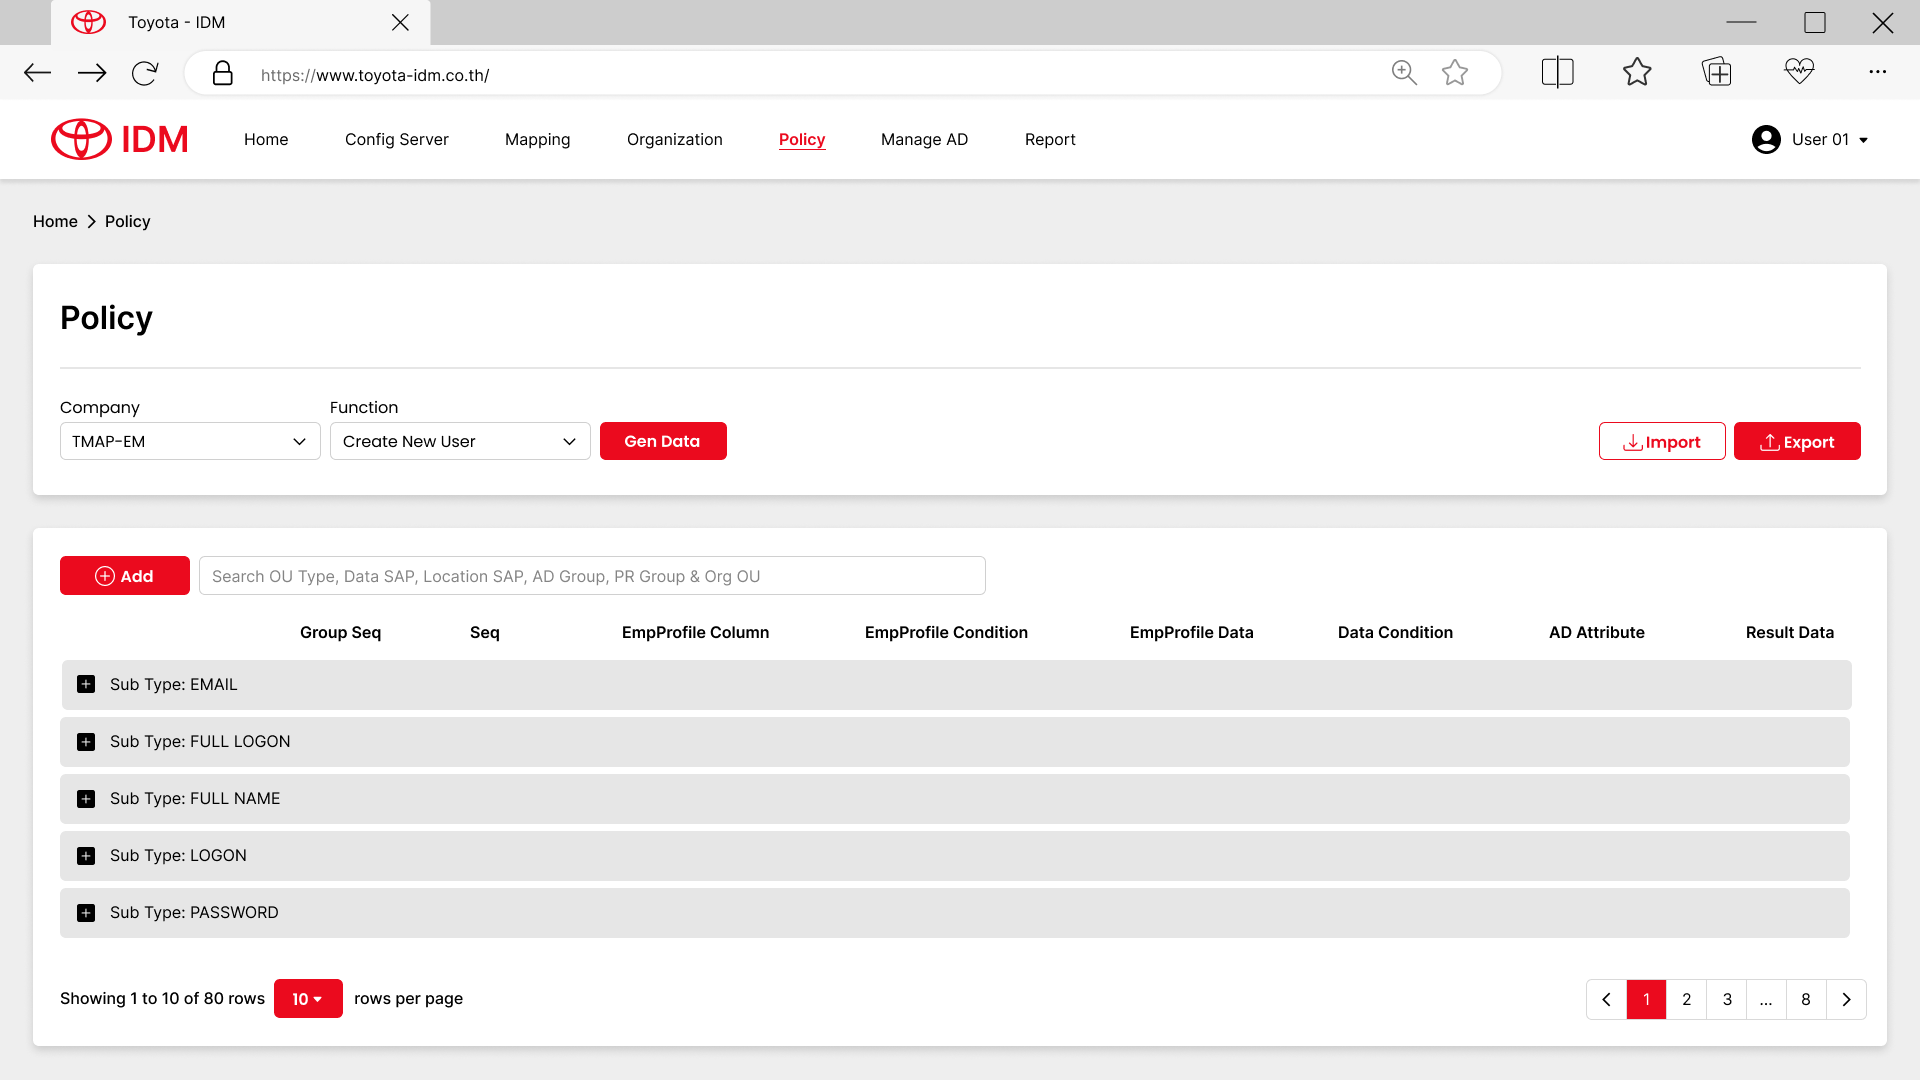 Toyota - IDM
https://www.toyota-idm.co.th/
IDM Home Config Server Mapping Organization Policy Manage AD Report User 01
Home > Policy
Policy
Company Function
TMAP-EM Create New User Gen Data Import Export
Add Search OU Type, Data SAP, Location SAP, AD Group, PR Group & Org OU
Group Seq Seq EmpProfile Column EmpProfile Condition EmpProfile Data Data Condition AD Attribute Result Data
Sub Type: EMAIL
Sub Type: FULL LOGON
Sub Type: FULL NAME
Sub Type: LOGON
Sub Type: PASSWORD
Showing 1 to 10 of 80 rows 10 rows per page 1 2 3 ... 8